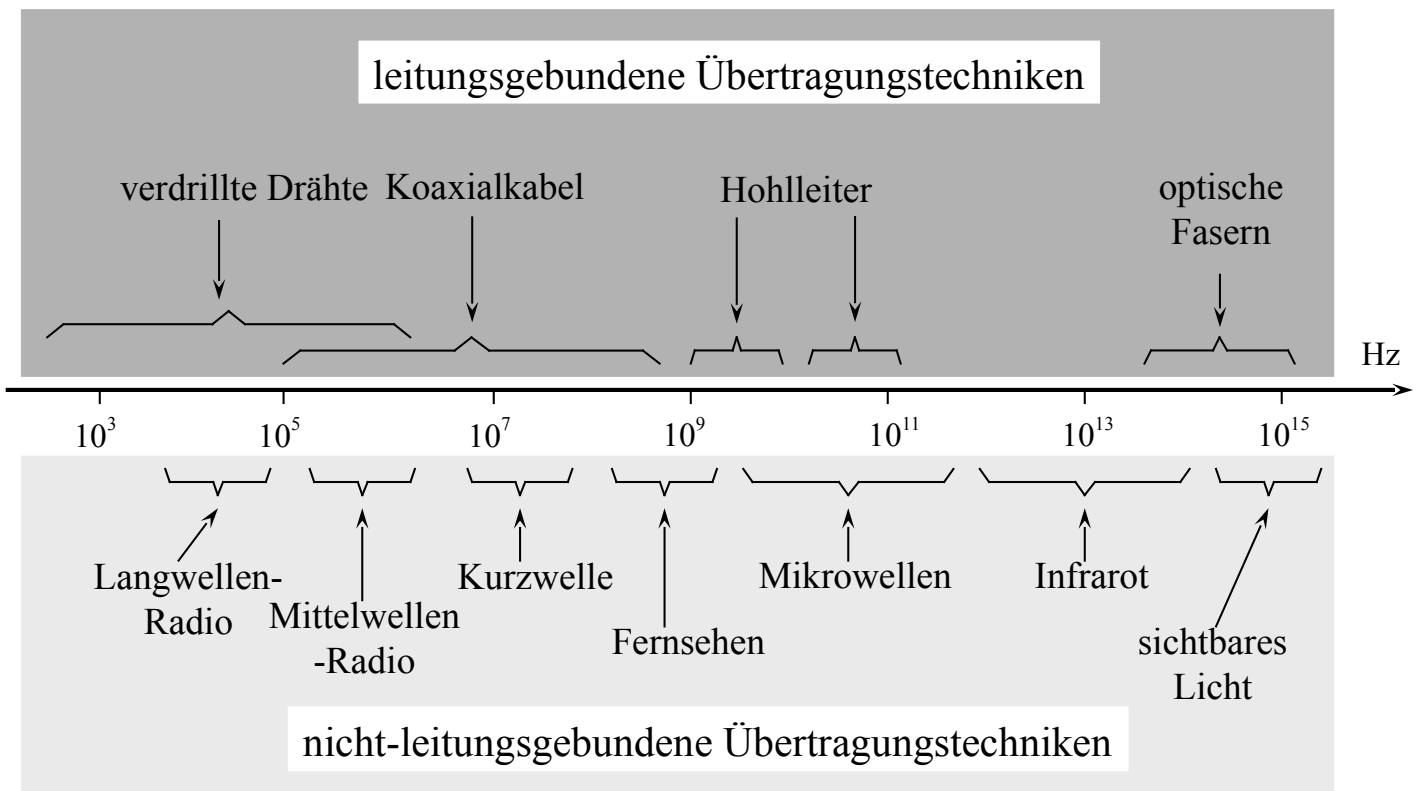 leitungsgebundene Übertragungstechniken
verdrillte Drähte Koaxialkabel Hohlleiter optische
Fasern
Hz
10³ 10⁵ 10⁷ 10⁹ 10¹¹ 10¹³ 10¹⁵
Langwellen-
Radio
Mittelwellen
-Radio
Kurzwelle
Fernsehen
Mikrowellen
Infrarot
sichtbares
Licht
nicht-leitungsgebundene Übertragungstechniken